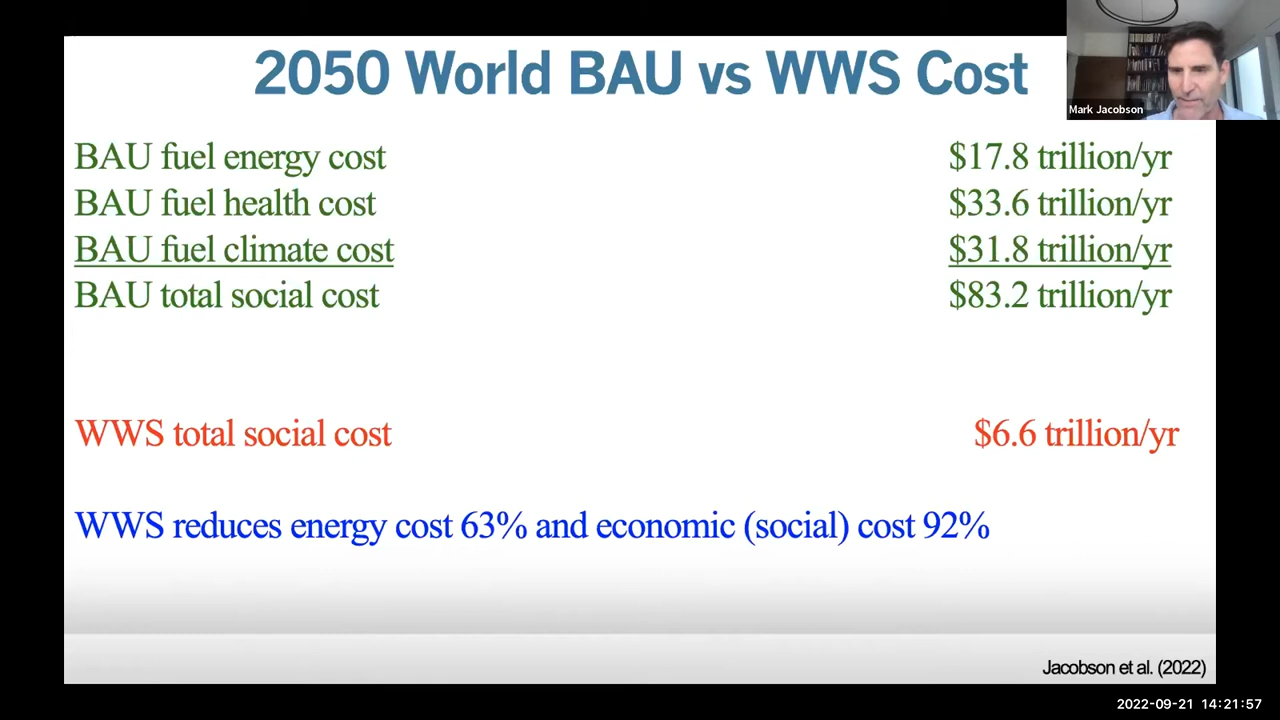 2050 World BAU vs WWS Cost
Mark Jacobson
BAU fuel energy cost $17.8 trillion/yr
BAU fuel health cost $33.6 trillion/yr
BAU fuel climate cost $31.8 trillion/yr
BAU total social cost $83.2 trillion/yr
WWS total social cost $6.6 trillion/yr
WWS reduces energy cost 63% and economic (social) cost 92%
Jacobson et al. (2022)
2022-09-21 14:21:57